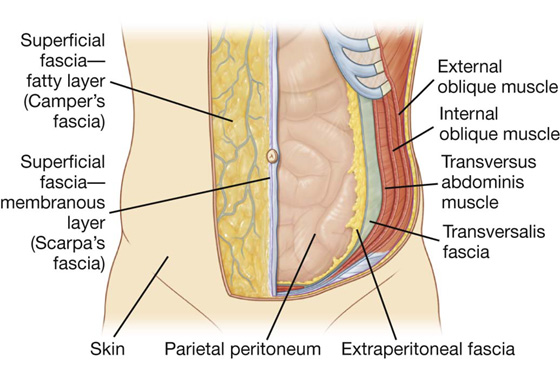 Superficial
fascia—
fatty layer
(Camper's
fascia)
Superficial
fascia—
membranous
layer
(Scarpa's
fascia)
External
oblique muscle
Internal
oblique muscle
Transversus
abdominis
muscle
Transversalis
fascia
Skin
Parietal peritoneum
Extraperitoneal fascia